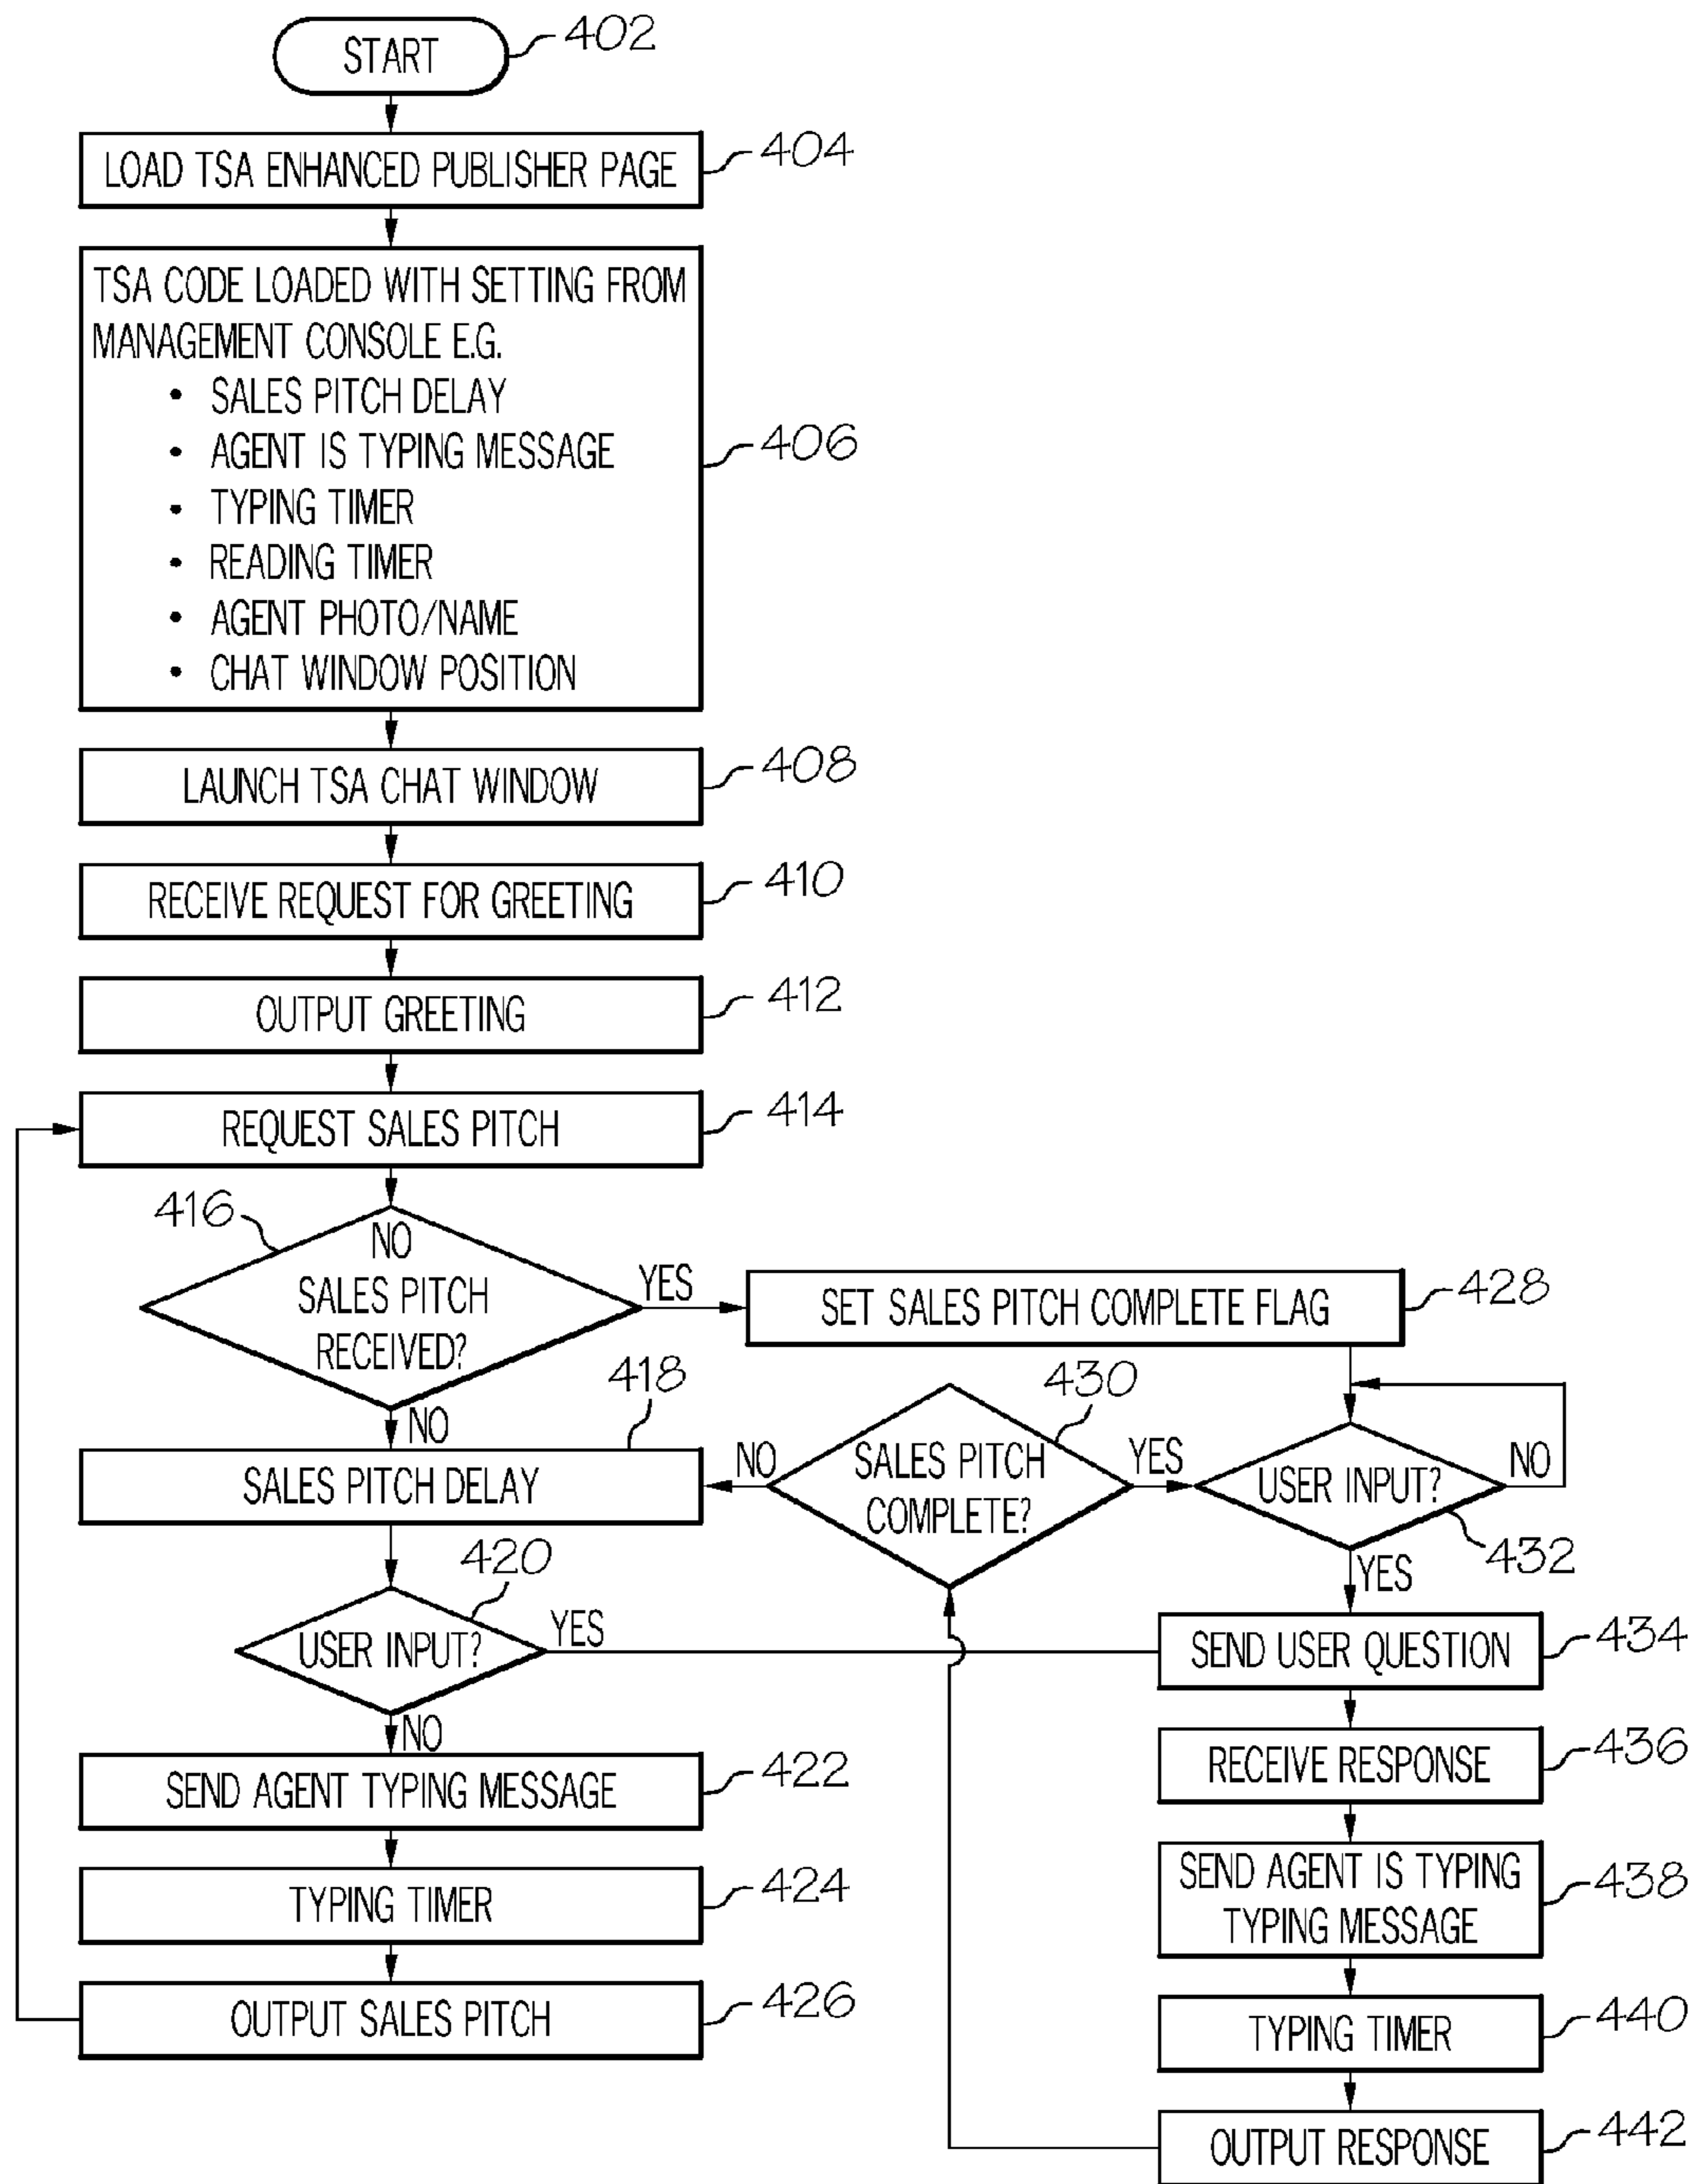 START
402
LOAD TSA ENHANCED PUBLISHER PAGE
404
TSA CODE LOADED WITH SETTING FROM
MANAGEMENT CONSOLE E.G.
• SALES PITCH DELAY
• AGENT IS TYPING MESSAGE
• TYPING TIMER
• READING TIMER
• AGENT PHOTO/NAME
• CHAT WINDOW POSITION
406
LAUNCH TSA CHAT WINDOW
408
RECEIVE REQUEST FOR GREETING
410
OUTPUT GREETING
412
REQUEST SALES PITCH
414
416
NO
SALES PITCH
RECEIVED?
YES
SET SALES PITCH COMPLETE FLAG
428
NO
418
SALES PITCH DELAY
NO
430
SALES PITCH
COMPLETE?
YES
USER INPUT?
NO
432
YES
420
USER INPUT?
YES
NO
SEND USER QUESTION
434
SEND AGENT TYPING MESSAGE
422
RECEIVE RESPONSE
436
TYPING TIMER
424
SEND AGENT IS TYPING
TYPING MESSAGE
438
OUTPUT SALES PITCH
426
TYPING TIMER
440
OUTPUT RESPONSE
442